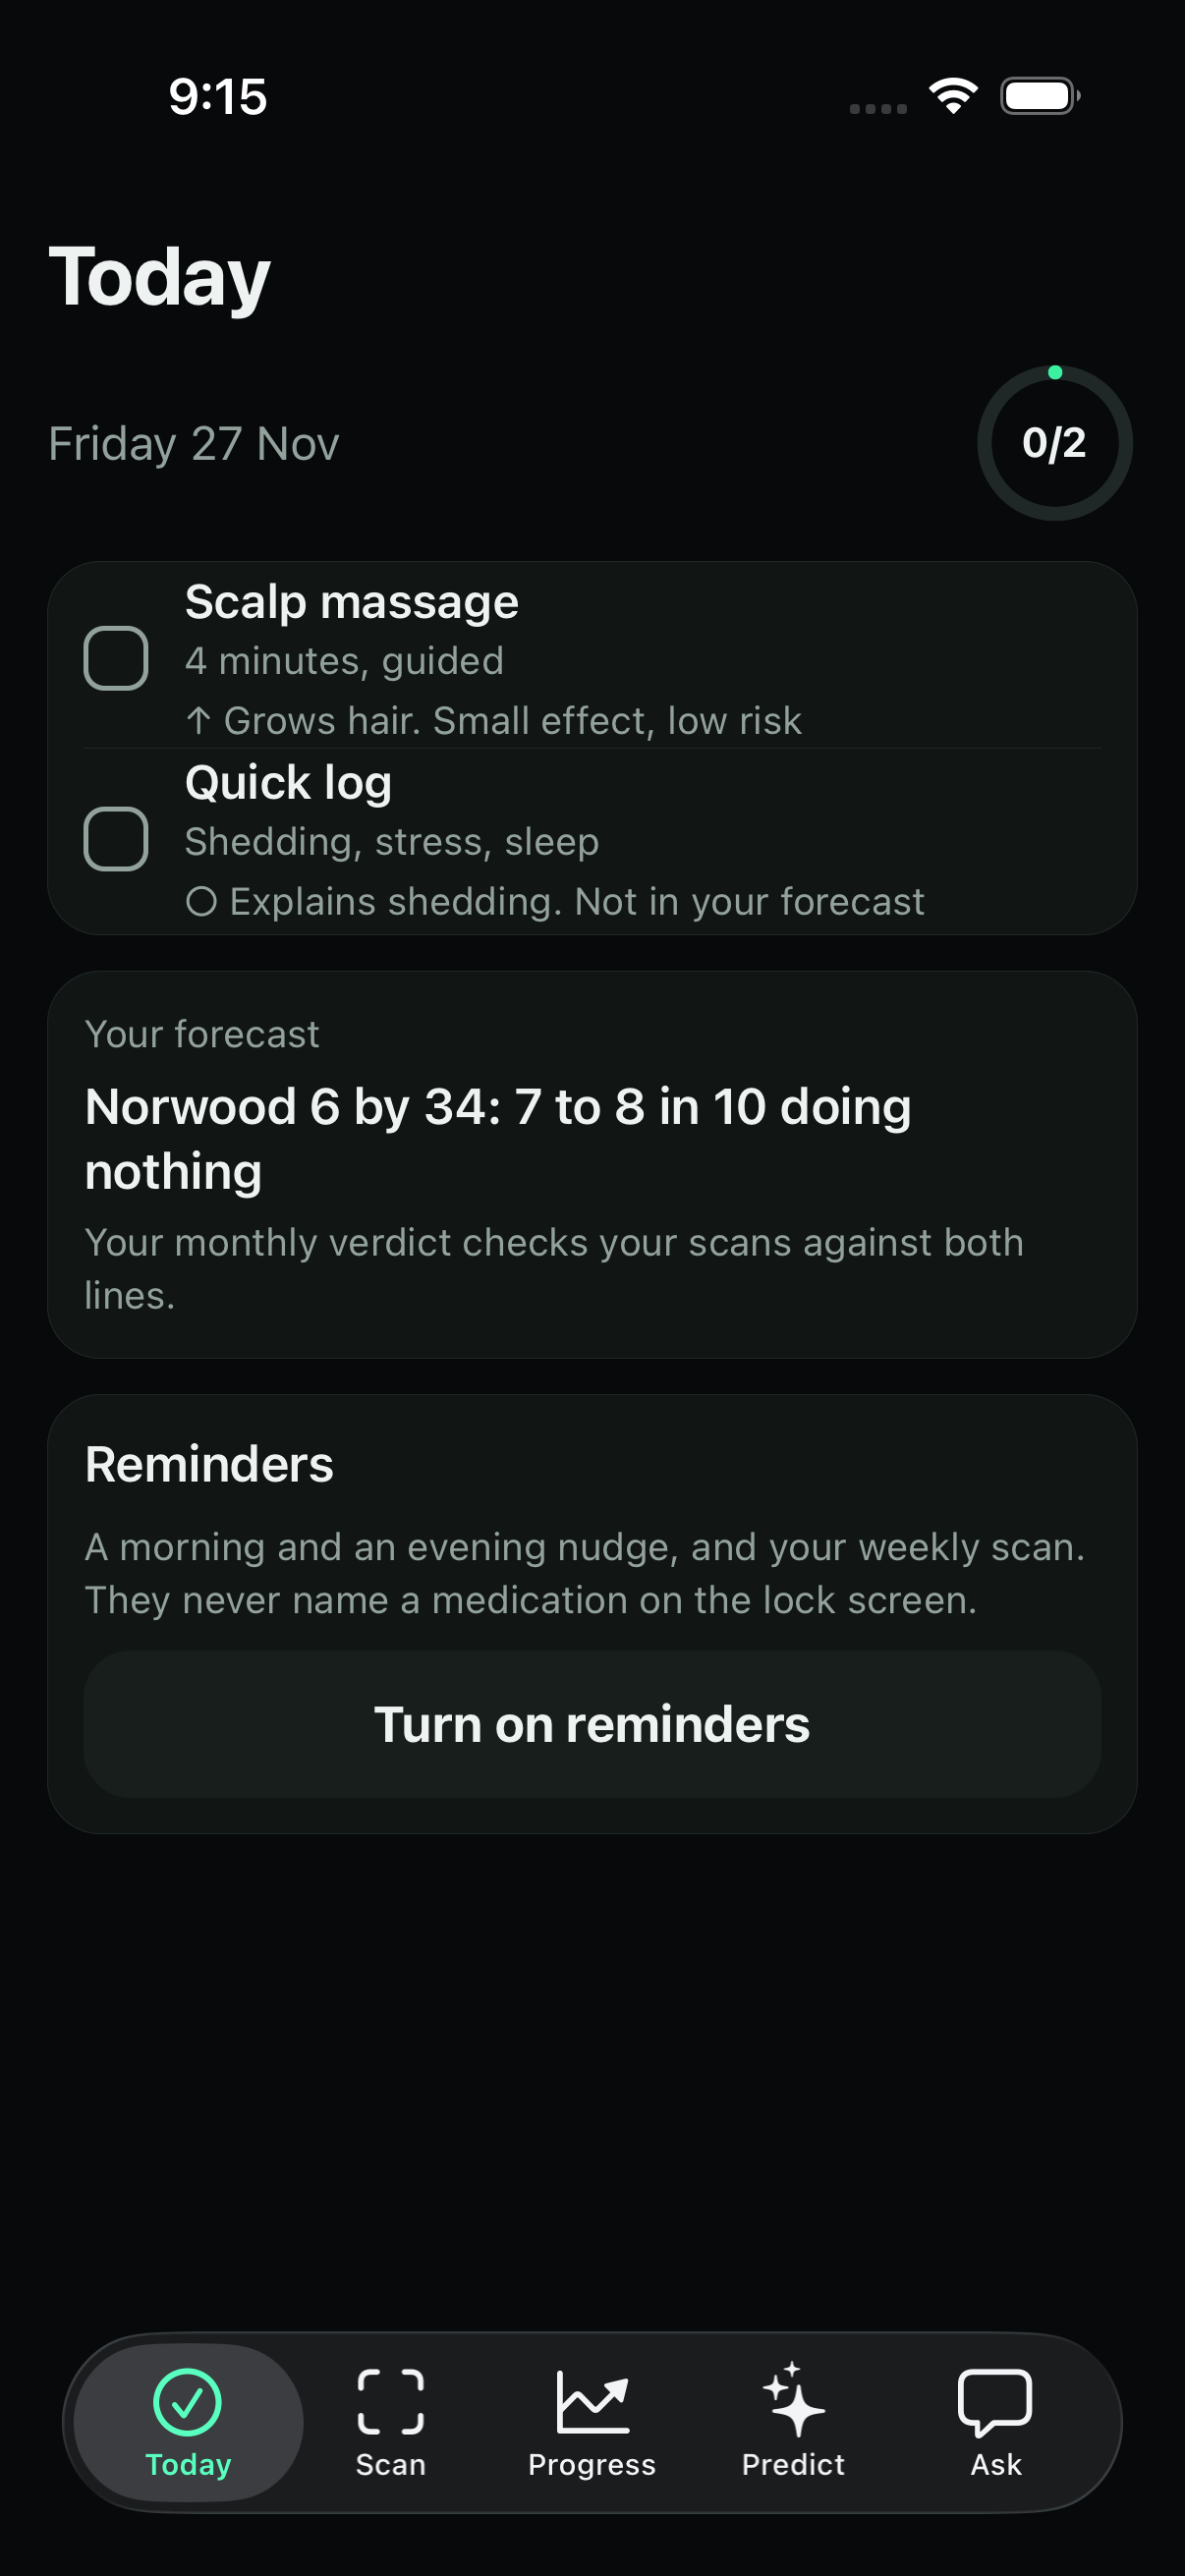 9:15
Today
Friday 27 Nov
0/2
Scalp massage
4 minutes, guided
↑ Grows hair. Small effect, low risk
Quick log
Shedding, stress, sleep
○ Explains shedding. Not in your forecast
Your forecast
Norwood 6 by 34: 7 to 8 in 10 doing
nothing
Your monthly verdict checks your scans against both
lines.
Reminders
A morning and an evening nudge, and your weekly scan.
They never name a medication on the lock screen.
Turn on reminders
Today
Scan
Progress
Predict
Ask